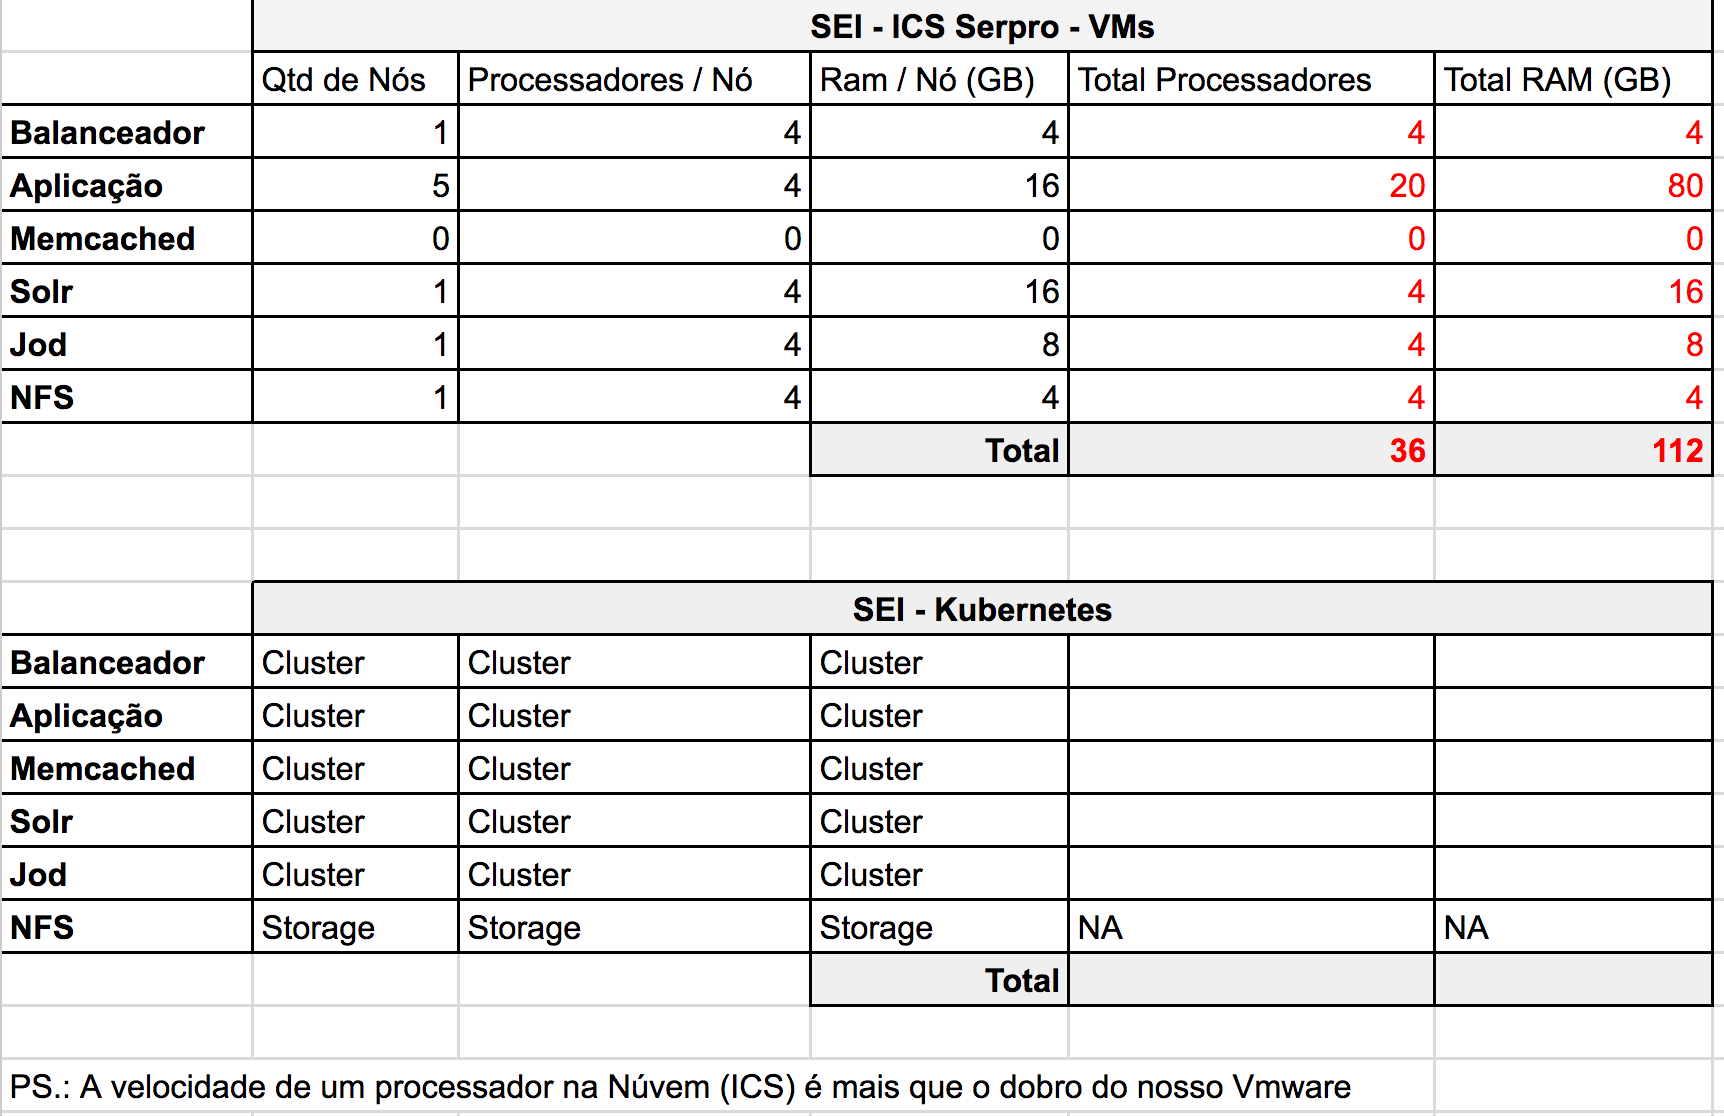 SEI - ICS Serpro - VMs
Qtd de Nós Processadores / Nó Ram / Nó (GB) Total Processadores Total RAM (GB)
Balanceador 1 4 4 4 4
Aplicação 5 4 16 20 80
Memcached 0 0 0 0 0
Solr 1 4 16 4 16
Jod 1 4 8 4 8
NFS 1 4 4 4 4
Total 36 112
SEI - Kubernetes
Balanceador Cluster Cluster Cluster
Aplicação Cluster Cluster Cluster
Memcached Cluster Cluster Cluster
Solr Cluster Cluster Cluster
Jod Cluster Cluster Cluster
NFS Storage Storage Storage NA NA
Total
PS.: A velocidade de um processador na Núvem (ICS) é mais que o dobro do nosso Vmware